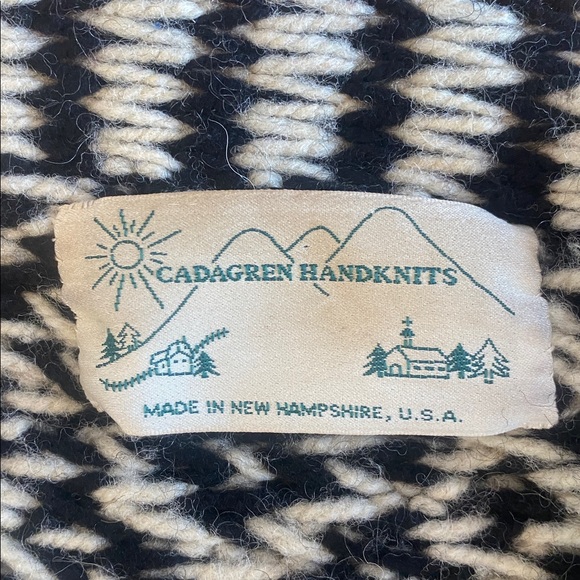 CADAGREN HANDKNITS
MADE IN NEW HAMPSHIRE, U.S.A.